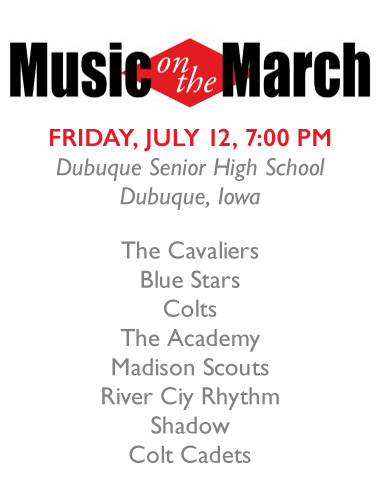 Music on the March
FRIDAY, JULY 12, 7:00 PM
Dubuque Senior High School
Dubuque, Iowa
The Cavaliers
Blue Stars
Colts
The Academy
Madison Scouts
River Ciy Rhythm
Shadow
Colt Cadets